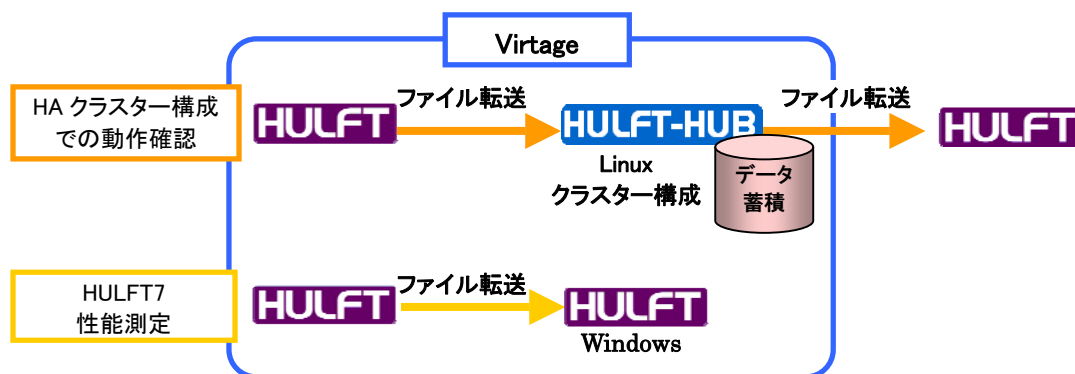 Virtage
HA クラスター構成
での動作確認
HULFT
ファイル転送
HULFT-HUB
ファイル転送
HULFT
Linux
クラスター構成
データ
蓄積
HULFT7
性能測定
HULFT
ファイル転送
HULFT
Windows